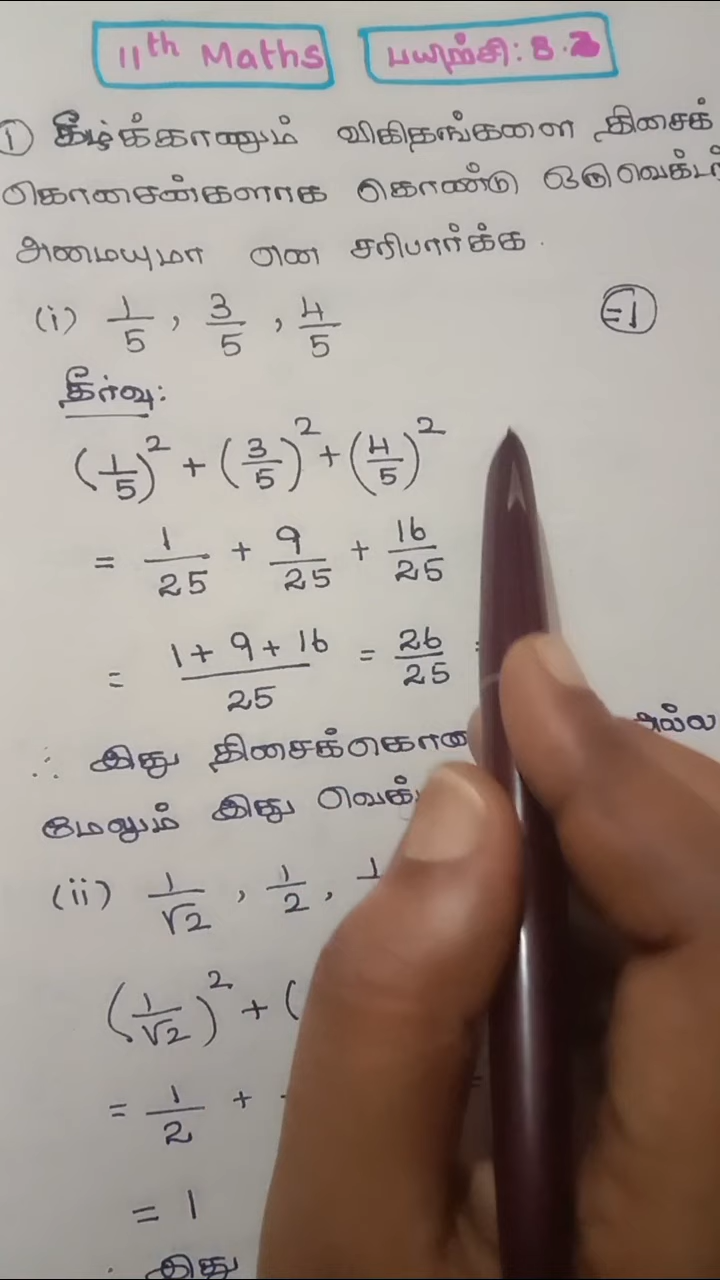 11th Maths பயிற்சி: 8.2
① கீழ்க்காணும் விகிதங்களை திசைக்
கொசைன்களாக கொண்டு ஒரு வெக்டர்
அமையுமா என சரிபார்க்க.
(i) 1/5, 3/5, 4/5 =1
தீர்வு:
(1/5)² + (3/5)² + (4/5)²
= 1/25 + 9/25 + 16/25
= (1 + 9 + 16)/25 = 26/25
∴ இது அல்ல
மேலும் இது
(ii) 1/√2, 1/2,
(1/√2)² + (
= 1/2 +
= 1
இது